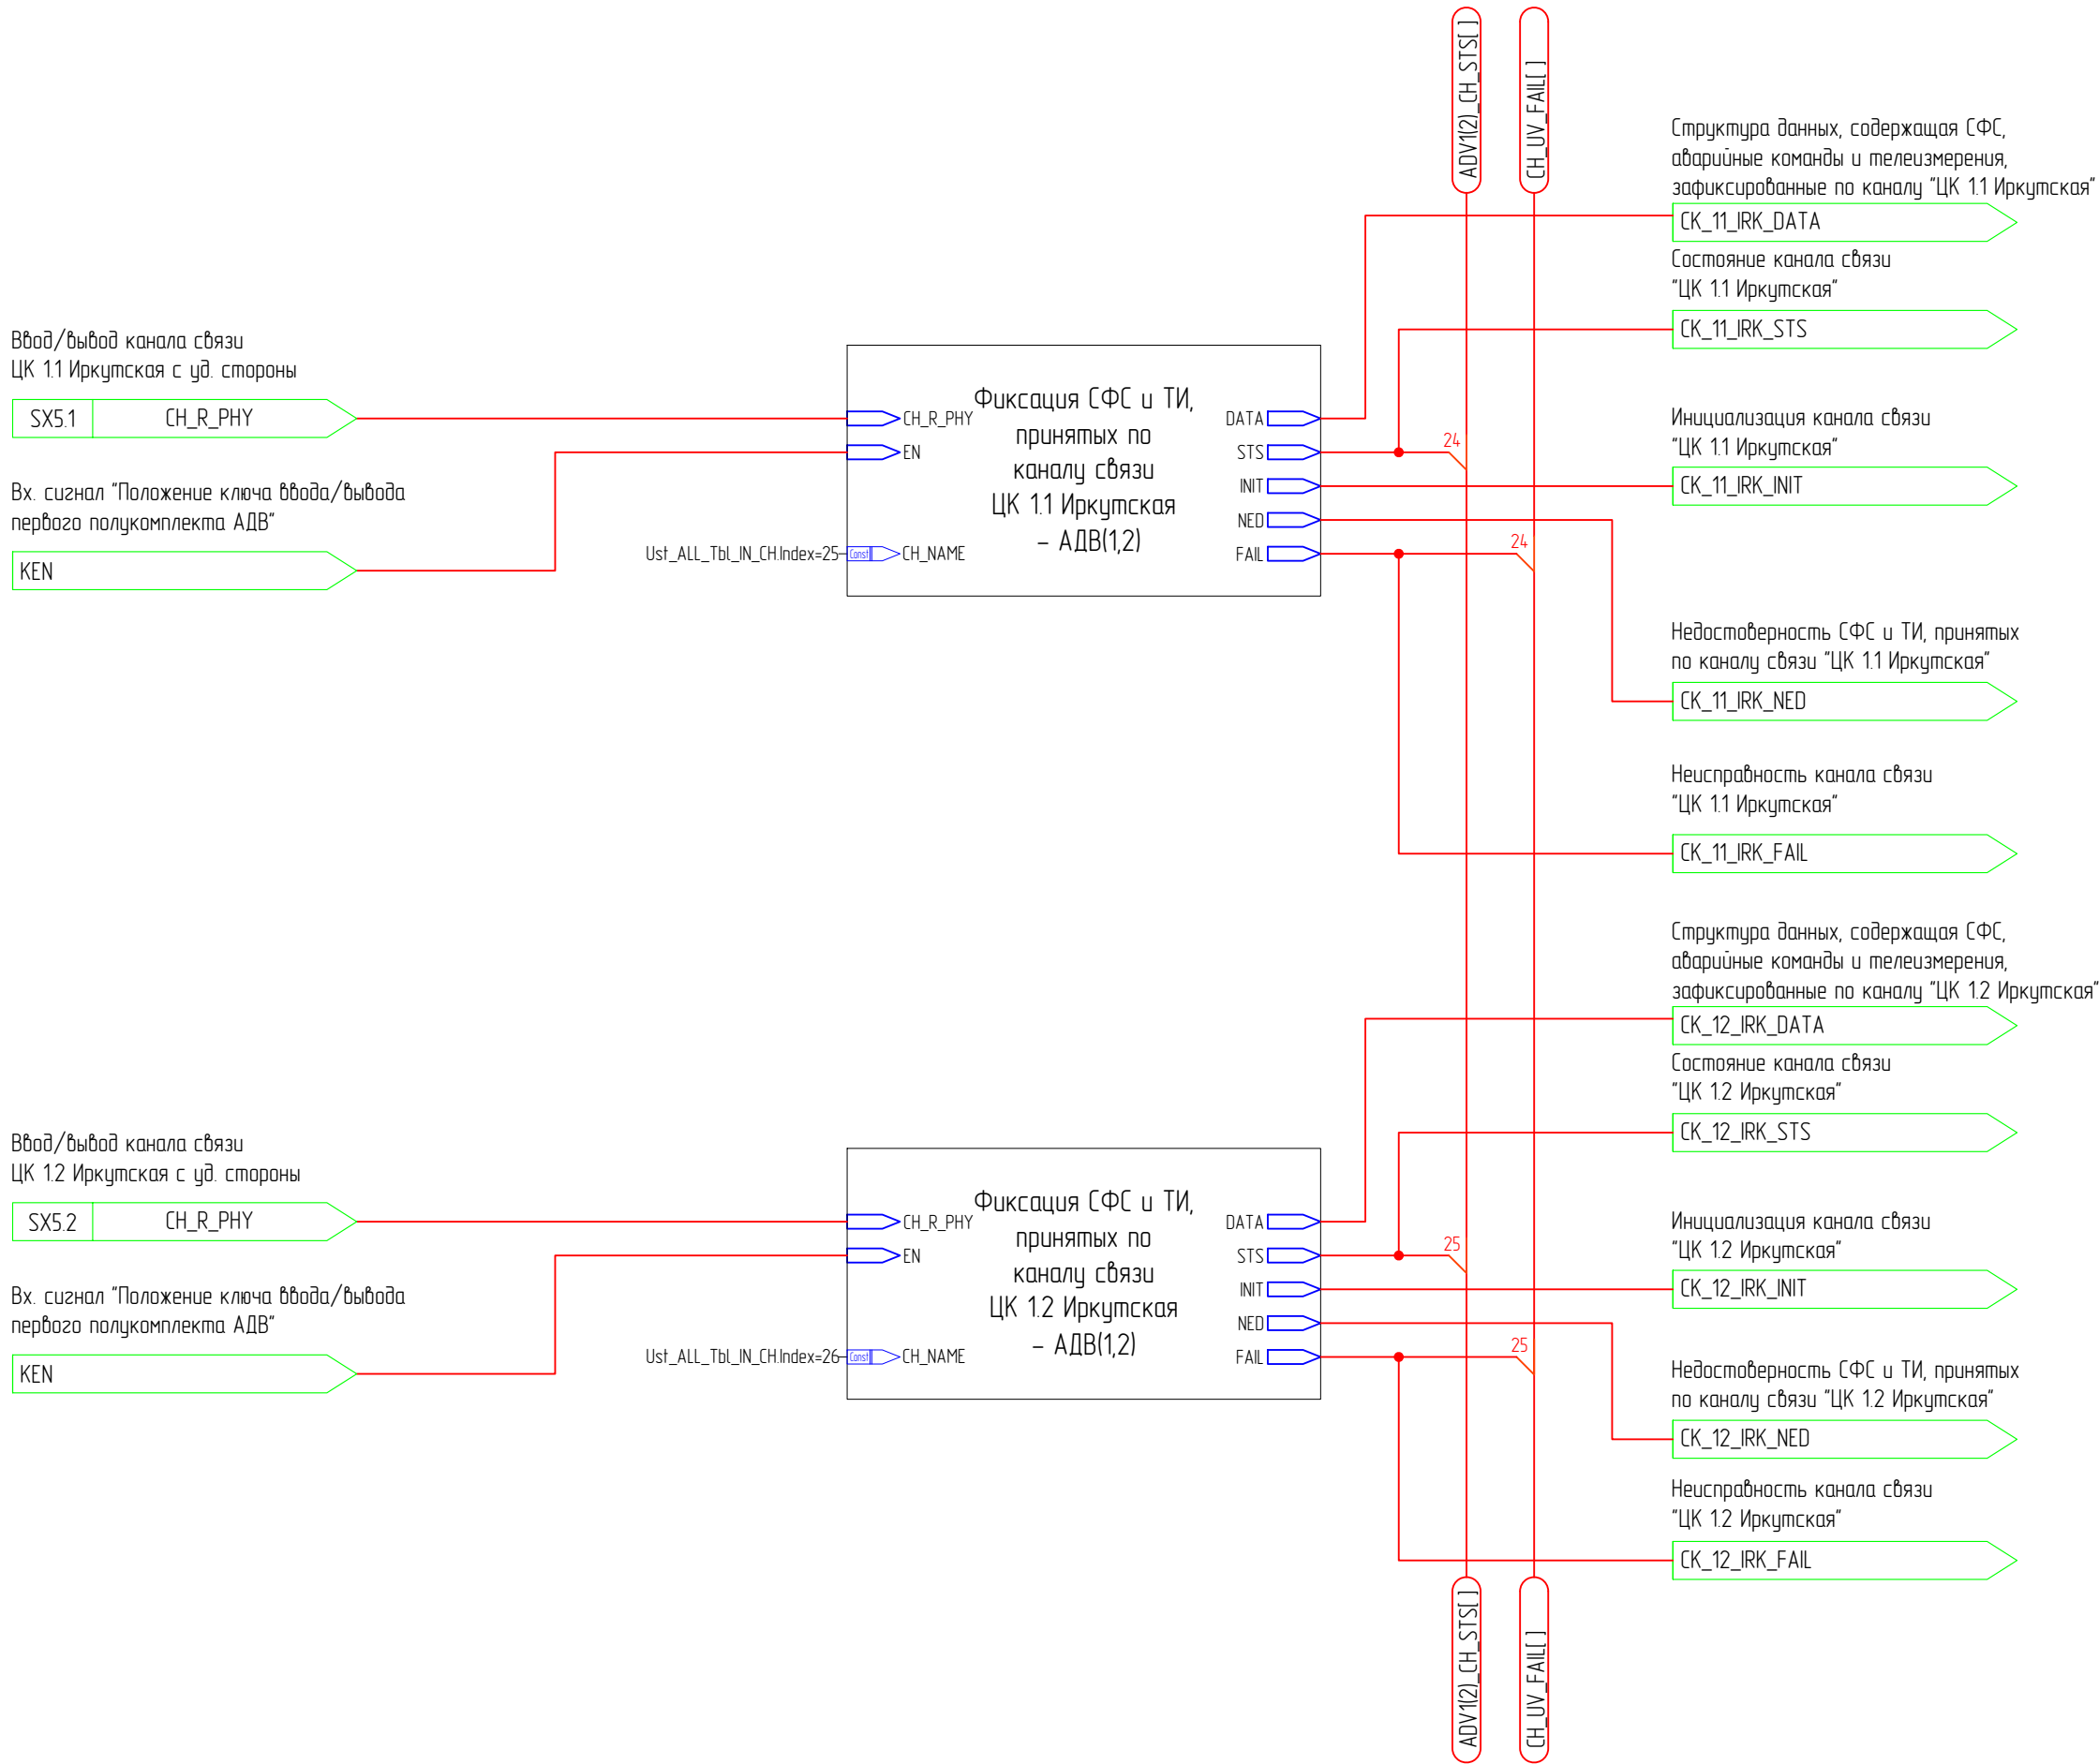 ADV1(2)_CH_STS[ ]
CH_UV_FAIL[ ]
Ввод/вывод канала связи
ЦК 1.1 Иркутская с уд. стороны
SX5.1
CH_R_PHY
Вх. сигнал "Положение ключа ввода/вывода
первого полукомплекта АДВ"
KEN
Ust_ALL_Tbl_IN_CH.Index=25
Const
CH_R_PHY
EN
CH_NAME
Фиксация СФС и ТИ,
принятых по
каналу связи
ЦК 1.1 Иркутская
– АДВ(1,2)
DATA
STS
INIT
NED
FAIL
24
24
Структура данных, содержащая СФС,
аварийные команды и телеизмерения,
зафиксированные по каналу "ЦК 1.1 Иркутская"
CK_11_IRK_DATA
Состояние канала связи
"ЦК 1.1 Иркутская"
CK_11_IRK_STS
Инициализация канала связи
"ЦК 1.1 Иркутская"
CK_11_IRK_INIT
Недостоверность СФС и ТИ, принятых
по каналу связи "ЦК 1.1 Иркутская"
CK_11_IRK_NED
Неисправность канала связи
"ЦК 1.1 Иркутская"
CK_11_IRK_FAIL
Ввод/вывод канала связи
ЦК 1.2 Иркутская с уд. стороны
SX5.2
CH_R_PHY
Вх. сигнал "Положение ключа ввода/вывода
первого полукомплекта АДВ"
KEN
Ust_ALL_Tbl_IN_CH.Index=26
Const
CH_R_PHY
EN
CH_NAME
Фиксация СФС и ТИ,
принятых по
каналу связи
ЦК 1.2 Иркутская
– АДВ(1,2)
DATA
STS
INIT
NED
FAIL
25
25
Структура данных, содержащая СФС,
аварийные команды и телеизмерения,
зафиксированные по каналу "ЦК 1.2 Иркутская"
CK_12_IRK_DATA
Состояние канала связи
"ЦК 1.2 Иркутская"
CK_12_IRK_STS
Инициализация канала связи
"ЦК 1.2 Иркутская"
CK_12_IRK_INIT
Недостоверность СФС и ТИ, принятых
по каналу связи "ЦК 1.2 Иркутская"
CK_12_IRK_NED
Неисправность канала связи
"ЦК 1.2 Иркутская"
CK_12_IRK_FAIL
ADV1(2)_CH_STS[ ]
CH_UV_FAIL[ ]